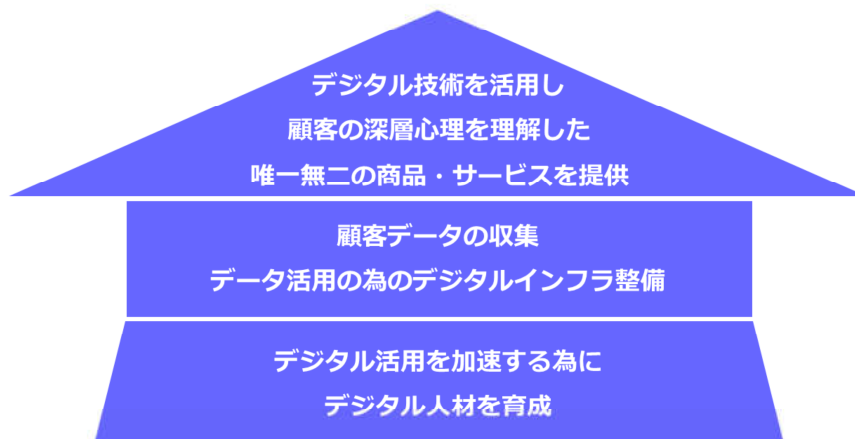 デジタル技術を活用し
顧客の深層心理を理解した
唯一無二の商品・サービスを提供
顧客データの収集
データ活用の為のデジタルインフラ整備
デジタル活用を加速する為に
デジタル人材を育成